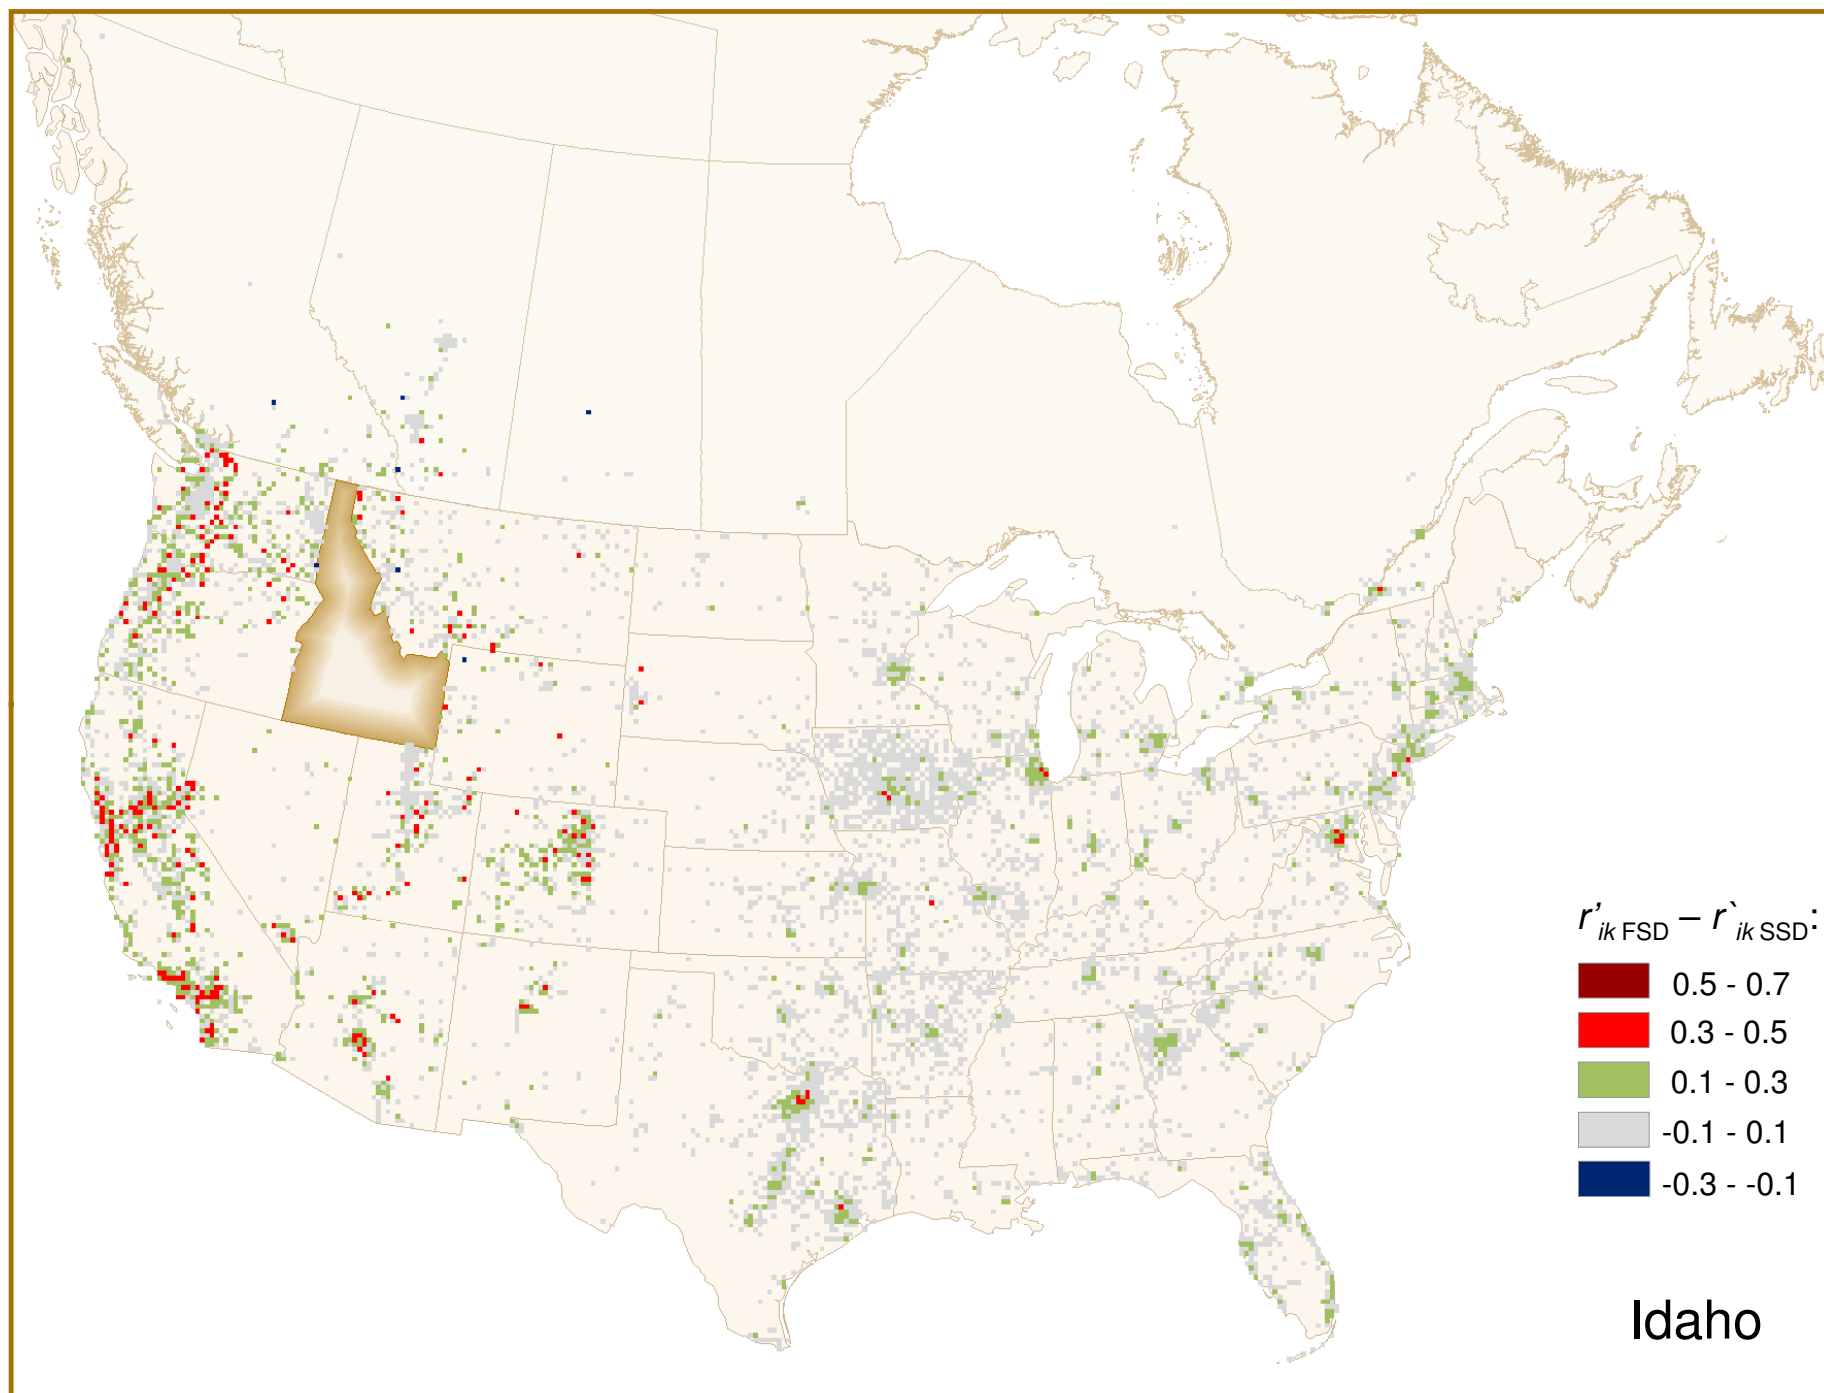 r′ik FSD – r`ik SSD:
0.5 - 0.7
0.3 - 0.5
0.1 - 0.3
-0.1 - 0.1
-0.3 - -0.1
Idaho